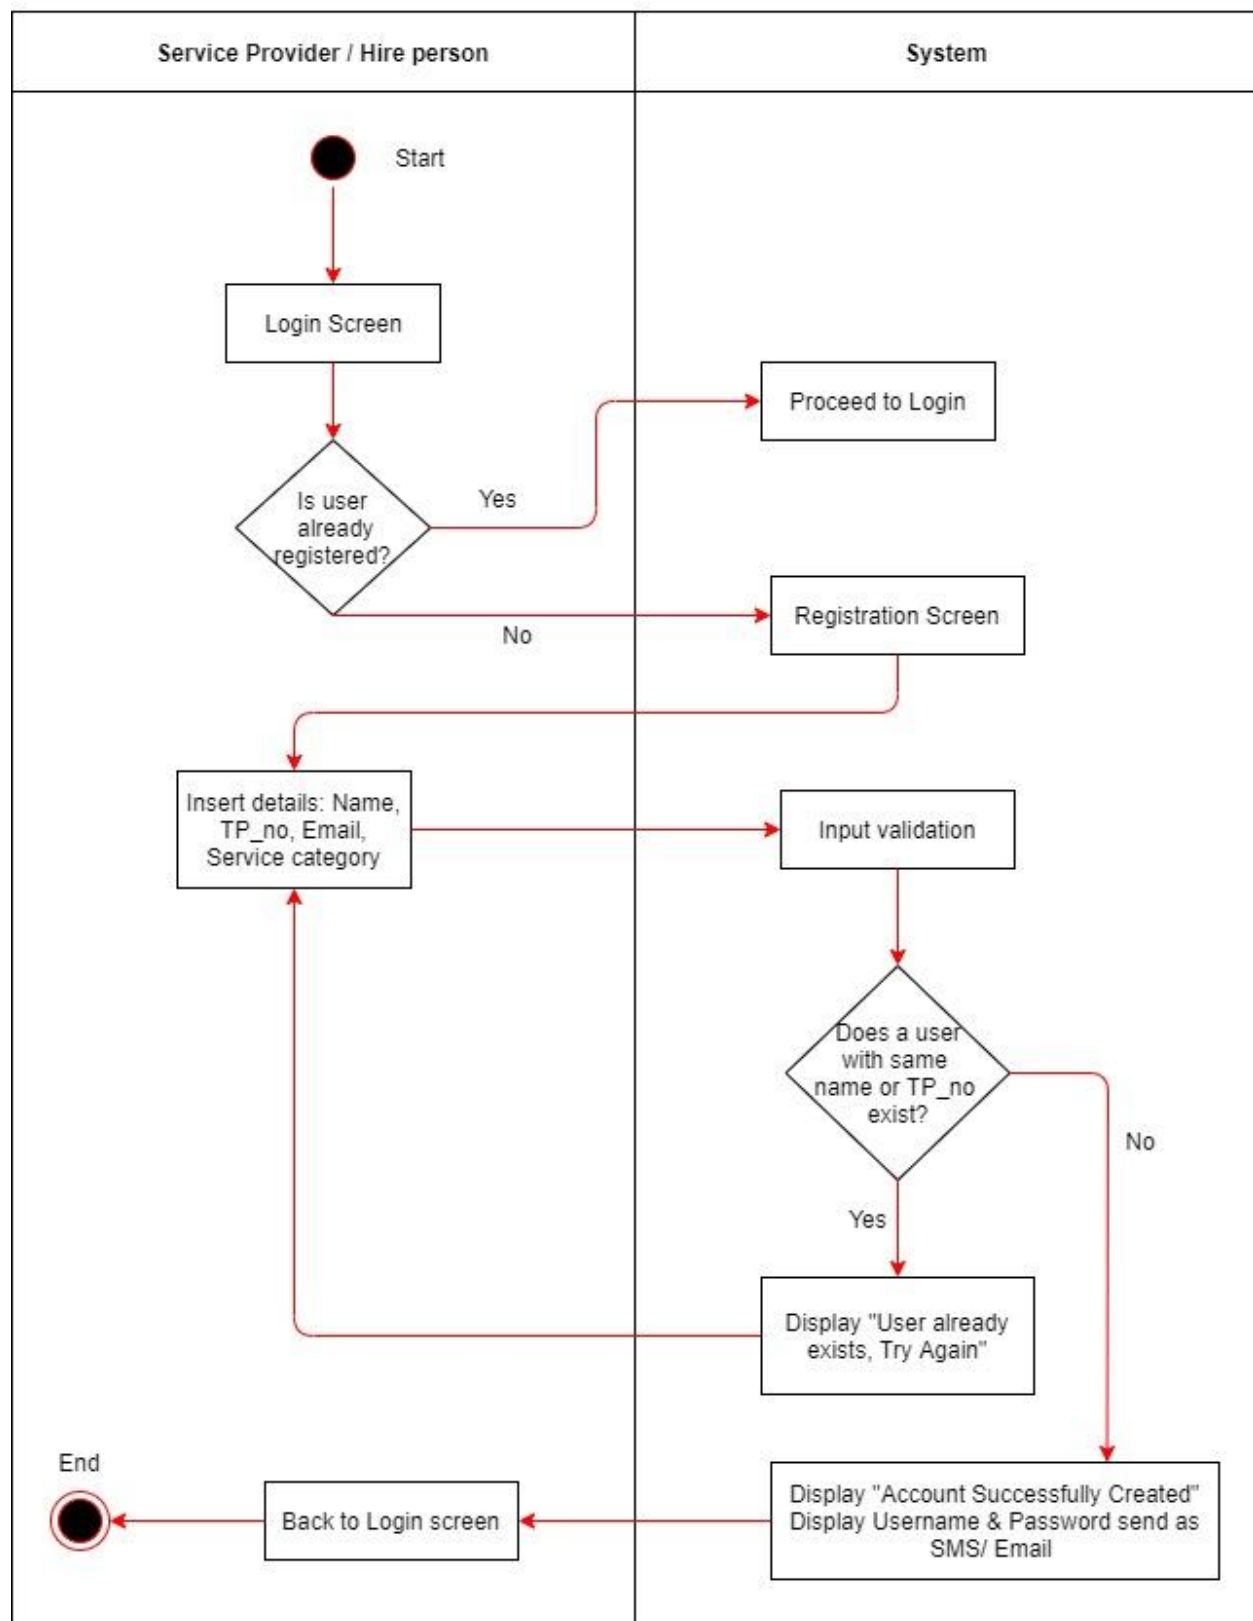 Service Provider / Hire person
System
Start
Login Screen
Proceed to Login
Is user
already
registered?
Yes
No
Registration Screen
Insert details: Name,
TP_no, Email,
Service category
Input validation
Does a user
with same
name or TP_no
exist?
No
Yes
Display "User already
exists, Try Again"
End
Back to Login screen
Display "Account Successfully Created"
Display Username & Password send as
SMS/ Email